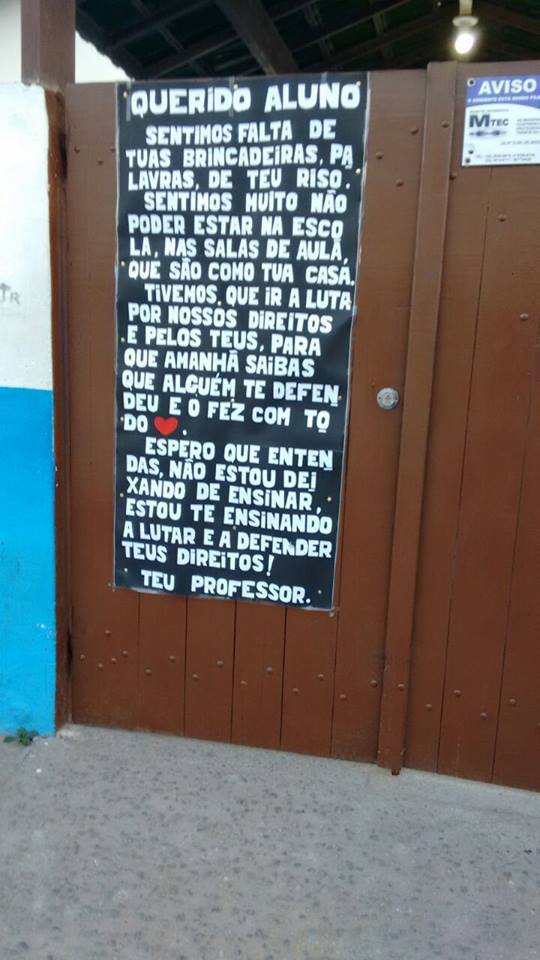 QUERIDO ALUNO
SENTIMOS FALTA DE
TUAS BRINCADEIRAS, PA
LAVRAS, DE TEU RISO.
SENTIMOS MUITO NÃO
PODER ESTAR NA ESCO
LA, NAS SALAS DE AULA,
QUE SÃO COMO TUA CASA.
TIVEMOS QUE IR A LUTA
POR NOSSOS DIREITOS
E PELOS TEUS, PARA
QUE AMANHÃ SAIBAS
QUE ALGUÉM TE DEFEN
DEU E O FEZ COM TO
DO ❤.
ESPERO QUE ENTEN
DAS, NÃO ESTOU DEI
XANDO DE ENSINAR,
ESTOU TE ENSINANDO
A LUTAR E A DEFENDER
TEUS DIREITOS!
TEU PROFESSOR.
AVISO
MTEC